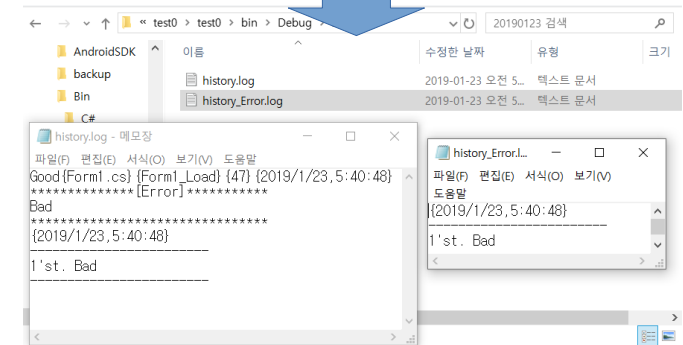 « test0 > test0 > bin > Debug >
20190123 검색
AndroidSDK
backup
Bin
C#
이름
수정한 날짜
유형
크기
history.log
2019-01-23 오전 5...
텍스트 문서
history_Error.log
2019-01-23 오전 5...
텍스트 문서
history.log - 메모장
파일(F) 편집(E) 서식(O) 보기(V) 도움말
Good{Form1.cs} {Form1_Load} {47} {2019/1/23,5:40:48}
**************[Error]***********
Bad
********************************
{2019/1/23,5:40:48}
------------------------
1'st. Bad
------------------------
history_Error.l...
파일(F) 편집(E) 서식(O) 보기(V)
도움말
{2019/1/23,5:40:48}
------------------------
1'st. Bad